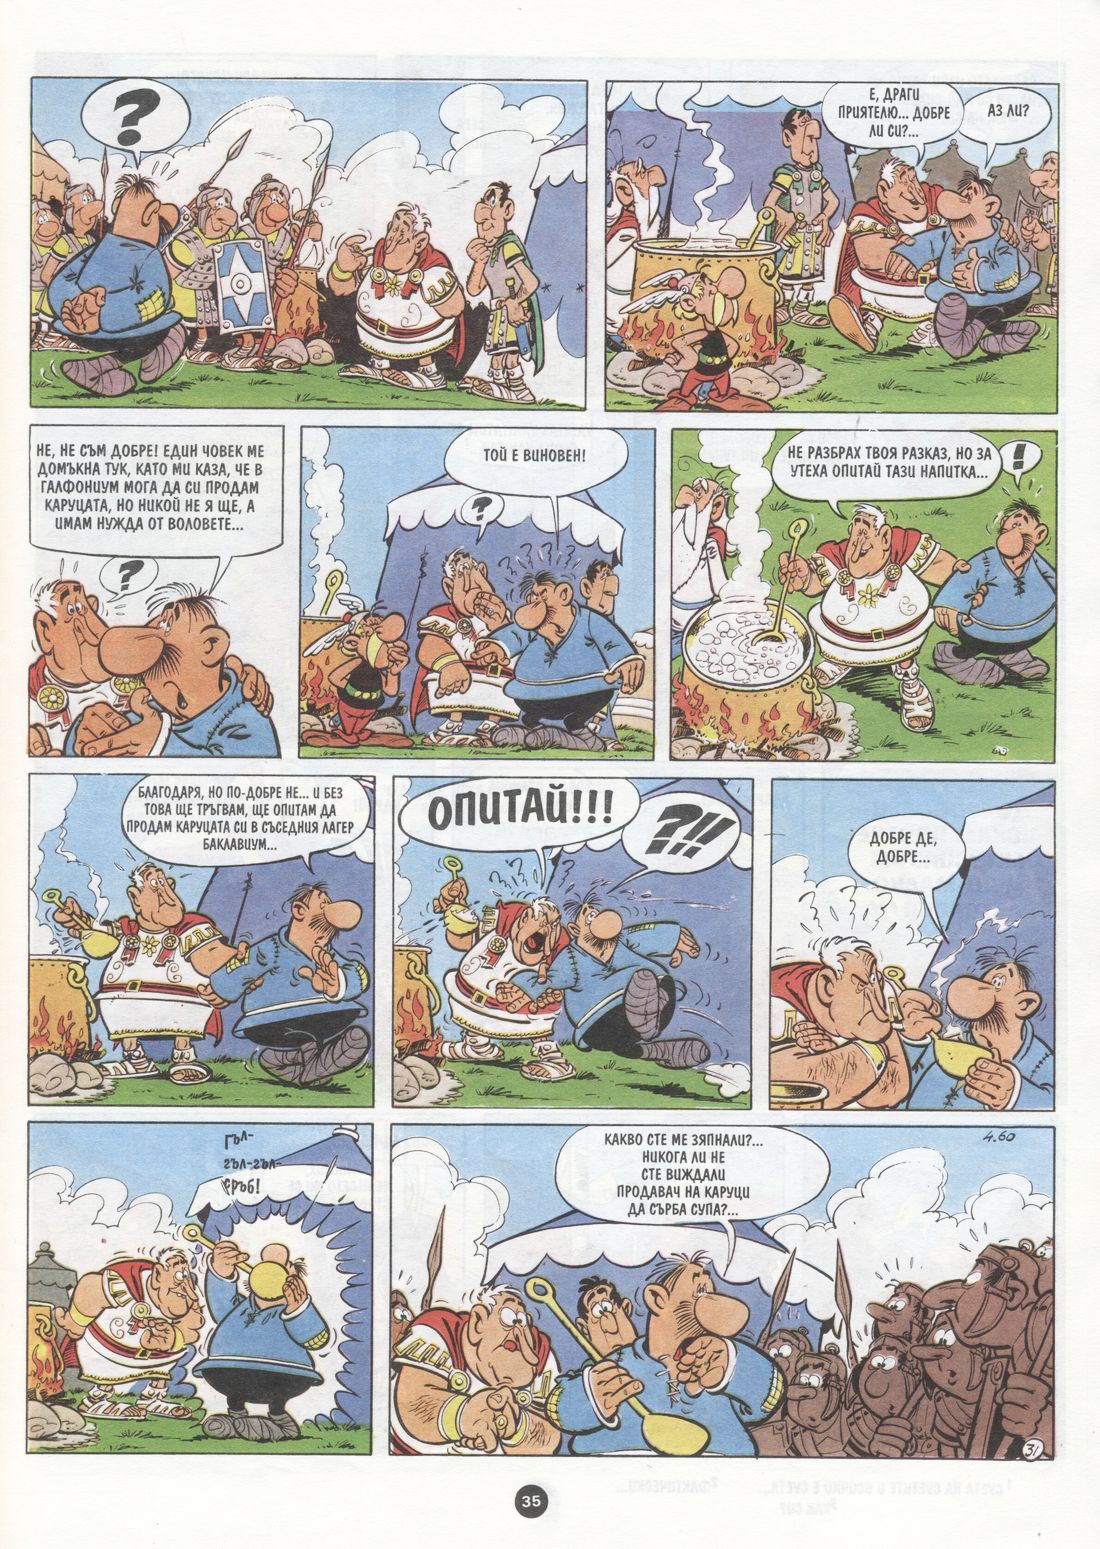 ?
Е, ДРАГИ
ПРИЯТЕЛЮ... ДОБРЕ
ЛИ СИ?...
АЗ ЛИ?
НЕ, НЕ СЪМ ДОБРЕ! ЕДИН ЧОВЕК МЕ
ДОМЪКНА ТУК, КАТО МИ КАЗА, ЧЕ В
ГАЛФОНИУМ МОГА ДА СИ ПРОДАМ
КАРУЦАТА, НО НИКОЙ НЕ Я ЩЕ, А
ИМАМ НУЖДА ОТ ВОЛОВЕТЕ...
?
ТОЙ Е ВИНОВЕН!
?
НЕ РАЗБРАХ ТВОЯ РАЗКАЗ, НО ЗА
УТЕХА ОПИТАЙ ТАЗИ НАПИТКА...
!
БЛАГОДАРЯ, НО ПО-ДОБРЕ НЕ... И БЕЗ
ТОВА ЩЕ ТРЪГВАМ, ЩЕ ОПИТАМ ДА
ПРОДАМ КАРУЦАТА СИ В СЪСЕДНИЯ ЛАГЕР
БАКЛАВИУМ...
ОПИТАЙ!!!
?!!
ДОБРЕ ДЕ,
ДОБРЕ...
ГЪЛ-
ГЪЛ-ГЪЛ-
СРЪБ!
КАКВО СТЕ МЕ ЗЯПНАЛИ?...
НИКОГА ЛИ НЕ
СТЕ ВИЖДАЛИ
ПРОДАВАЧ НА КАРУЦИ
ДА СЪРБА СУПА?...
4.60
31
35